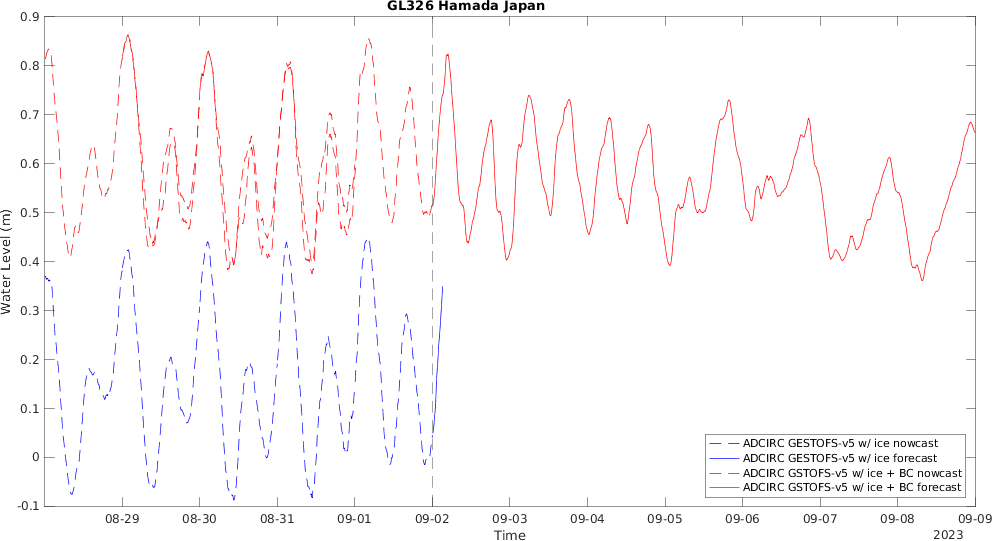 GL326 Hamada Japan
Water Level (m)
0.9
0.8
0.7
0.6
0.5
0.4
0.3
0.2
0.1
0
-0.1
ADCIRC GESTOFS-v5 w/ ice nowcast
ADCIRC GESTOFS-v5 w/ ice forecast
ADCIRC GSTOFS-v5 w/ ice + BC nowcast
ADCIRC GSTOFS-v5 w/ ice + BC forecast
08-29 08-30 08-31 09-01 09-02 09-03 09-04 09-05 09-06 09-07 09-08 09-09
Time
2023